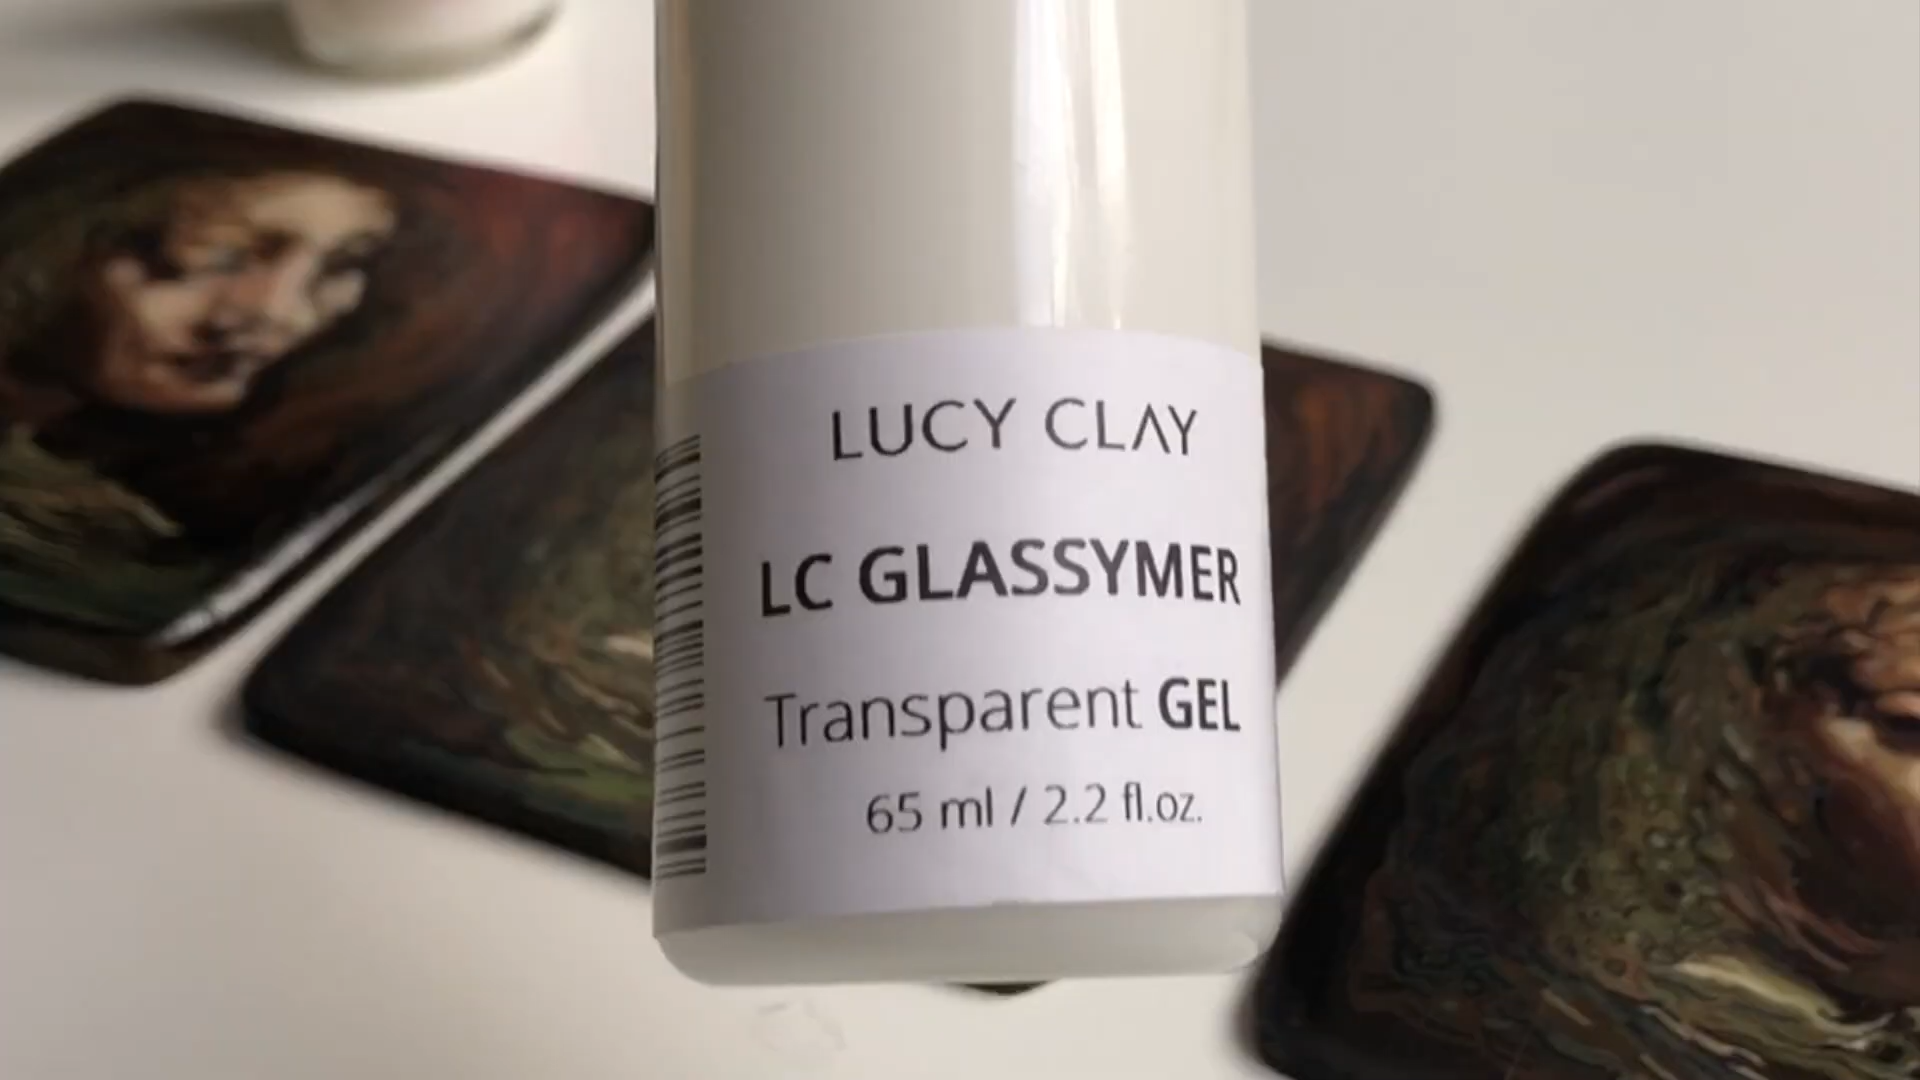 LUCY CLAY
LC GLASSYMER
Transparent GEL
65 ml / 2.2 fl.oz.